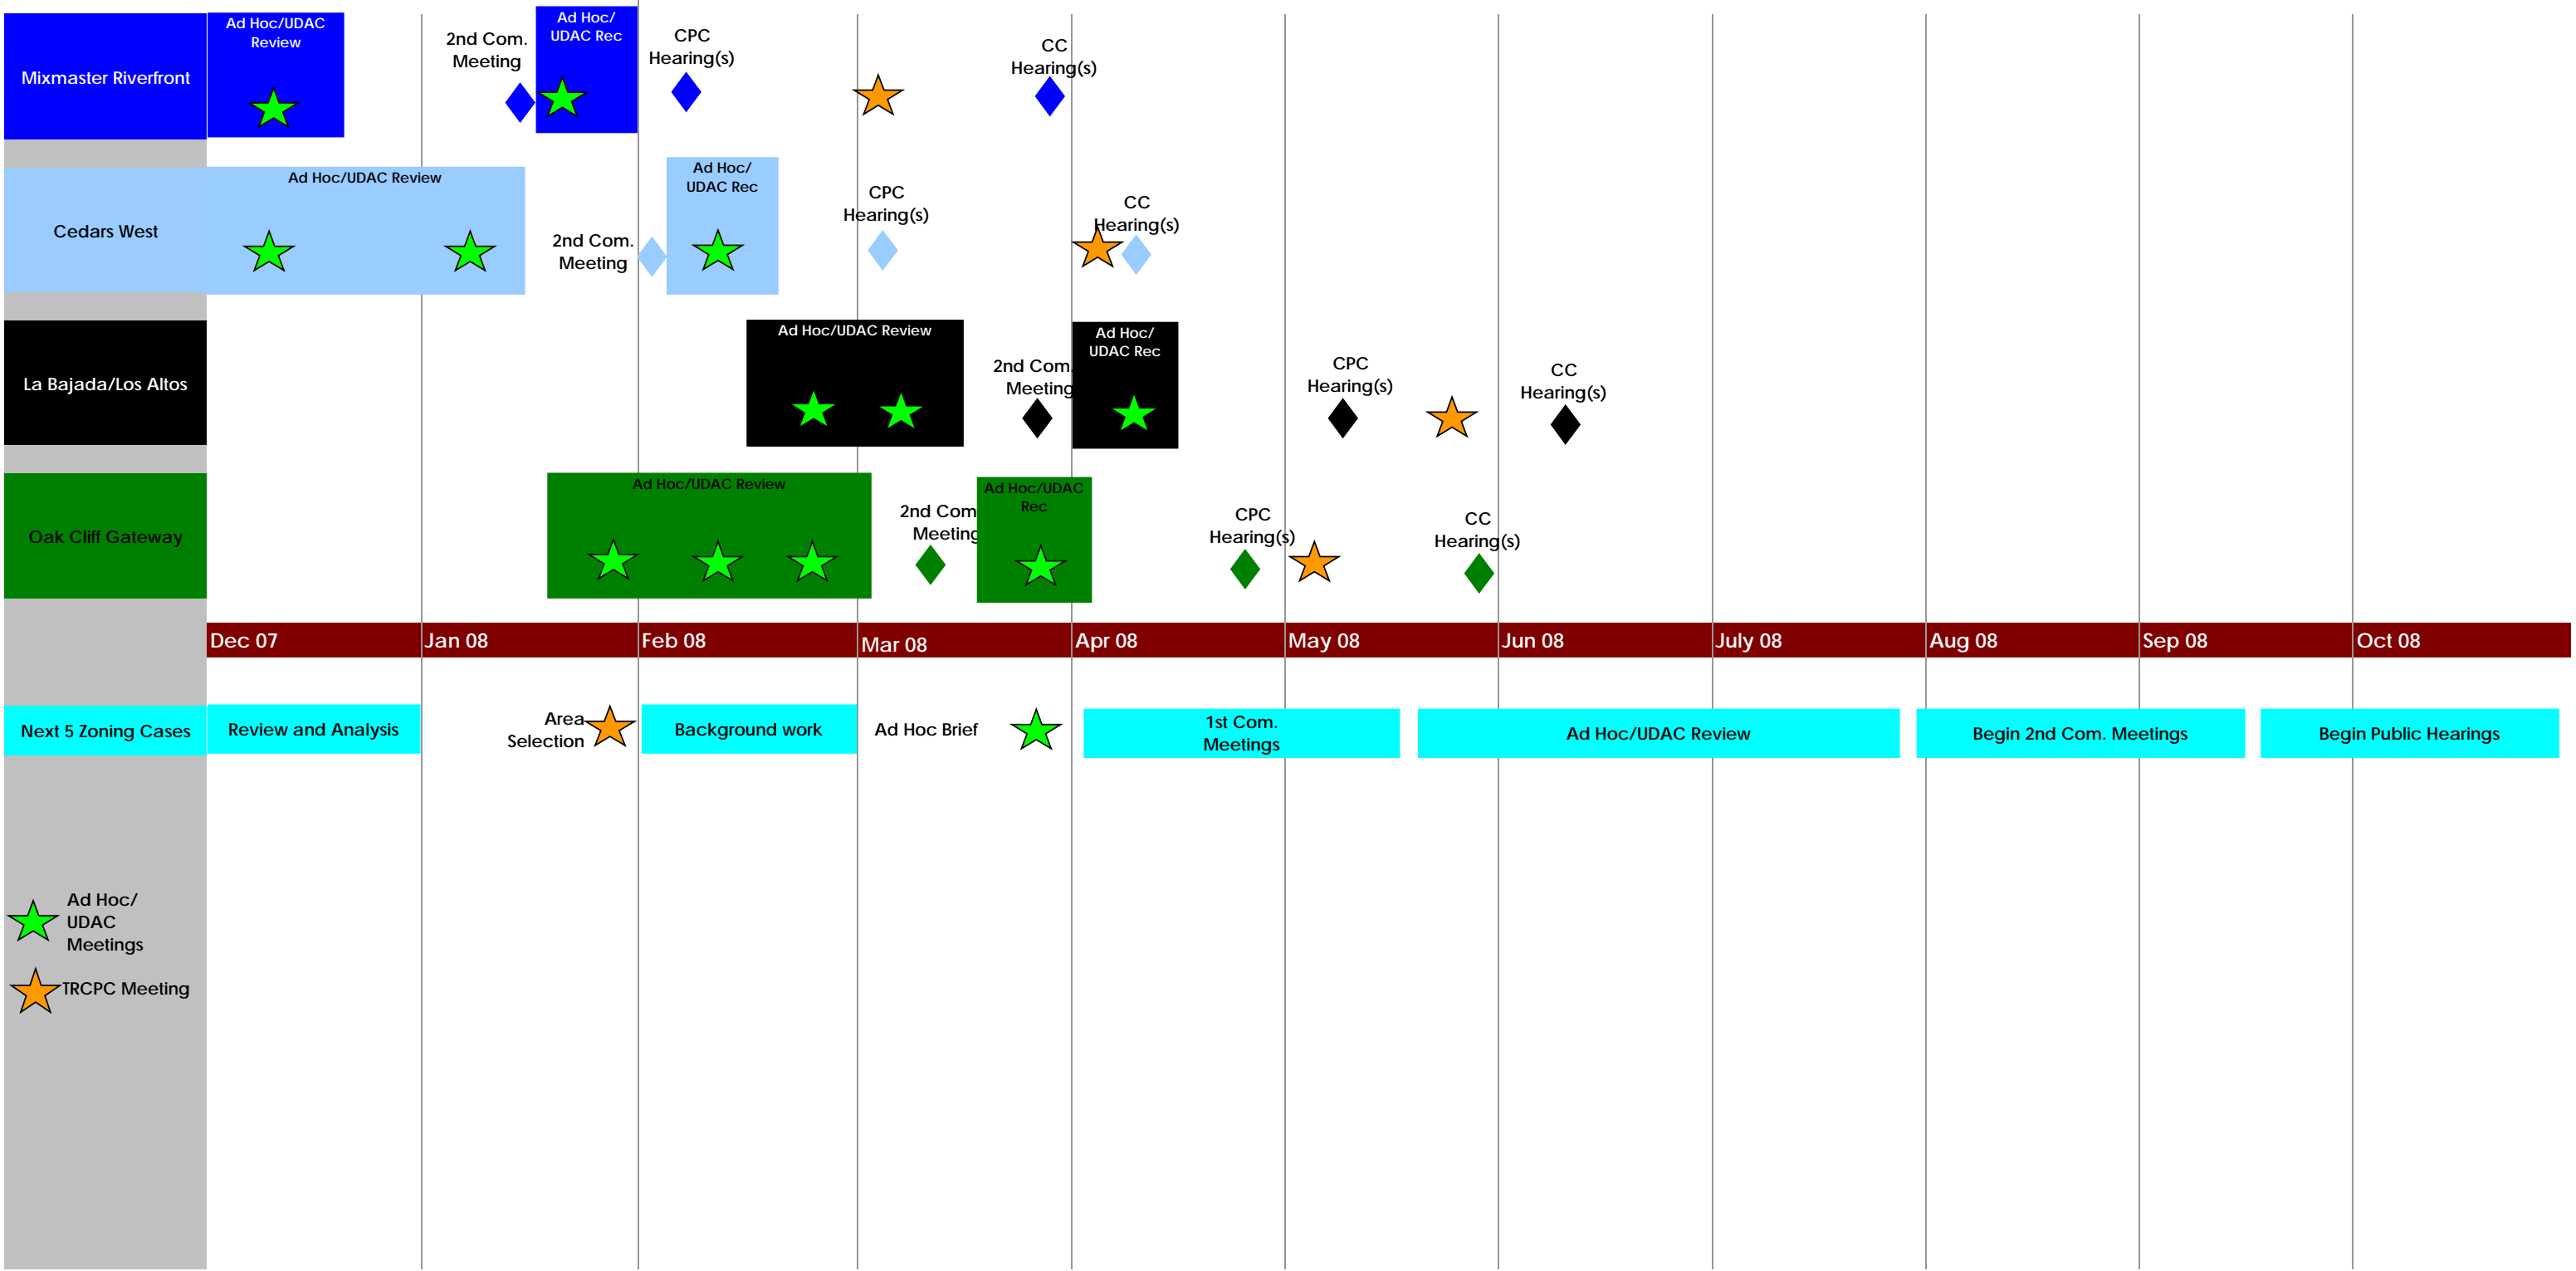 Mixmaster Riverfront
Ad Hoc/UDAC
Review
2nd Com.
Meeting
Ad Hoc/
UDAC Rec
CPC
Hearing(s)
CC
Hearing(s)
Cedars West
Ad Hoc/UDAC Review
2nd Com.
Meeting
Ad Hoc/
UDAC Rec
CPC
Hearing(s)
CC
Hearing(s)
La Bajada/Los Altos
Ad Hoc/UDAC Review
2nd Com.
Meeting
Ad Hoc/
UDAC Rec
CPC
Hearing(s)
CC
Hearing(s)
Oak Cliff Gateway
Ad Hoc/UDAC Review
2nd Com
Meeting
Ad Hoc/UDAC
Rec
CPC
Hearing(s)
CC
Hearing(s)
Dec 07
Jan 08
Feb 08
Mar 08
Apr 08
May 08
Jun 08
July 08
Aug 08
Sep 08
Oct 08
Next 5 Zoning Cases
Review and Analysis
Area
Selection
Background work
Ad Hoc Brief
1st Com.
Meetings
Ad Hoc/UDAC Review
Begin 2nd Com. Meetings
Begin Public Hearings
Ad Hoc/
UDAC
Meetings
TRCPC Meeting